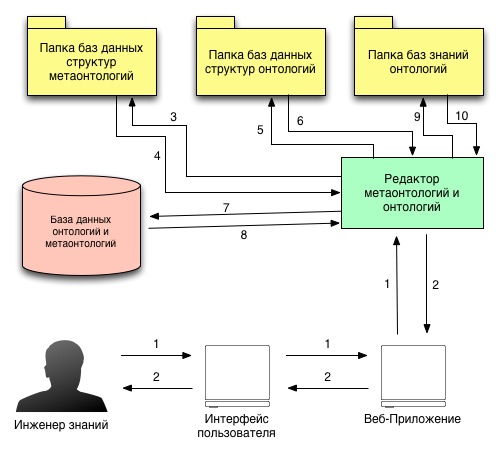 Папка баз данных
структур
метаонтологий
Папка баз данных
структур онтологий
Папка баз знаний
онтологий
3
4
5
6
9
10
Редактор
метаонтологий и
онтологий
База данных
онтологий и
метаонтологий
7
8
1
2
1
2
1
2
Инженер знаний
Интерфейс
пользователя
Веб-Приложение